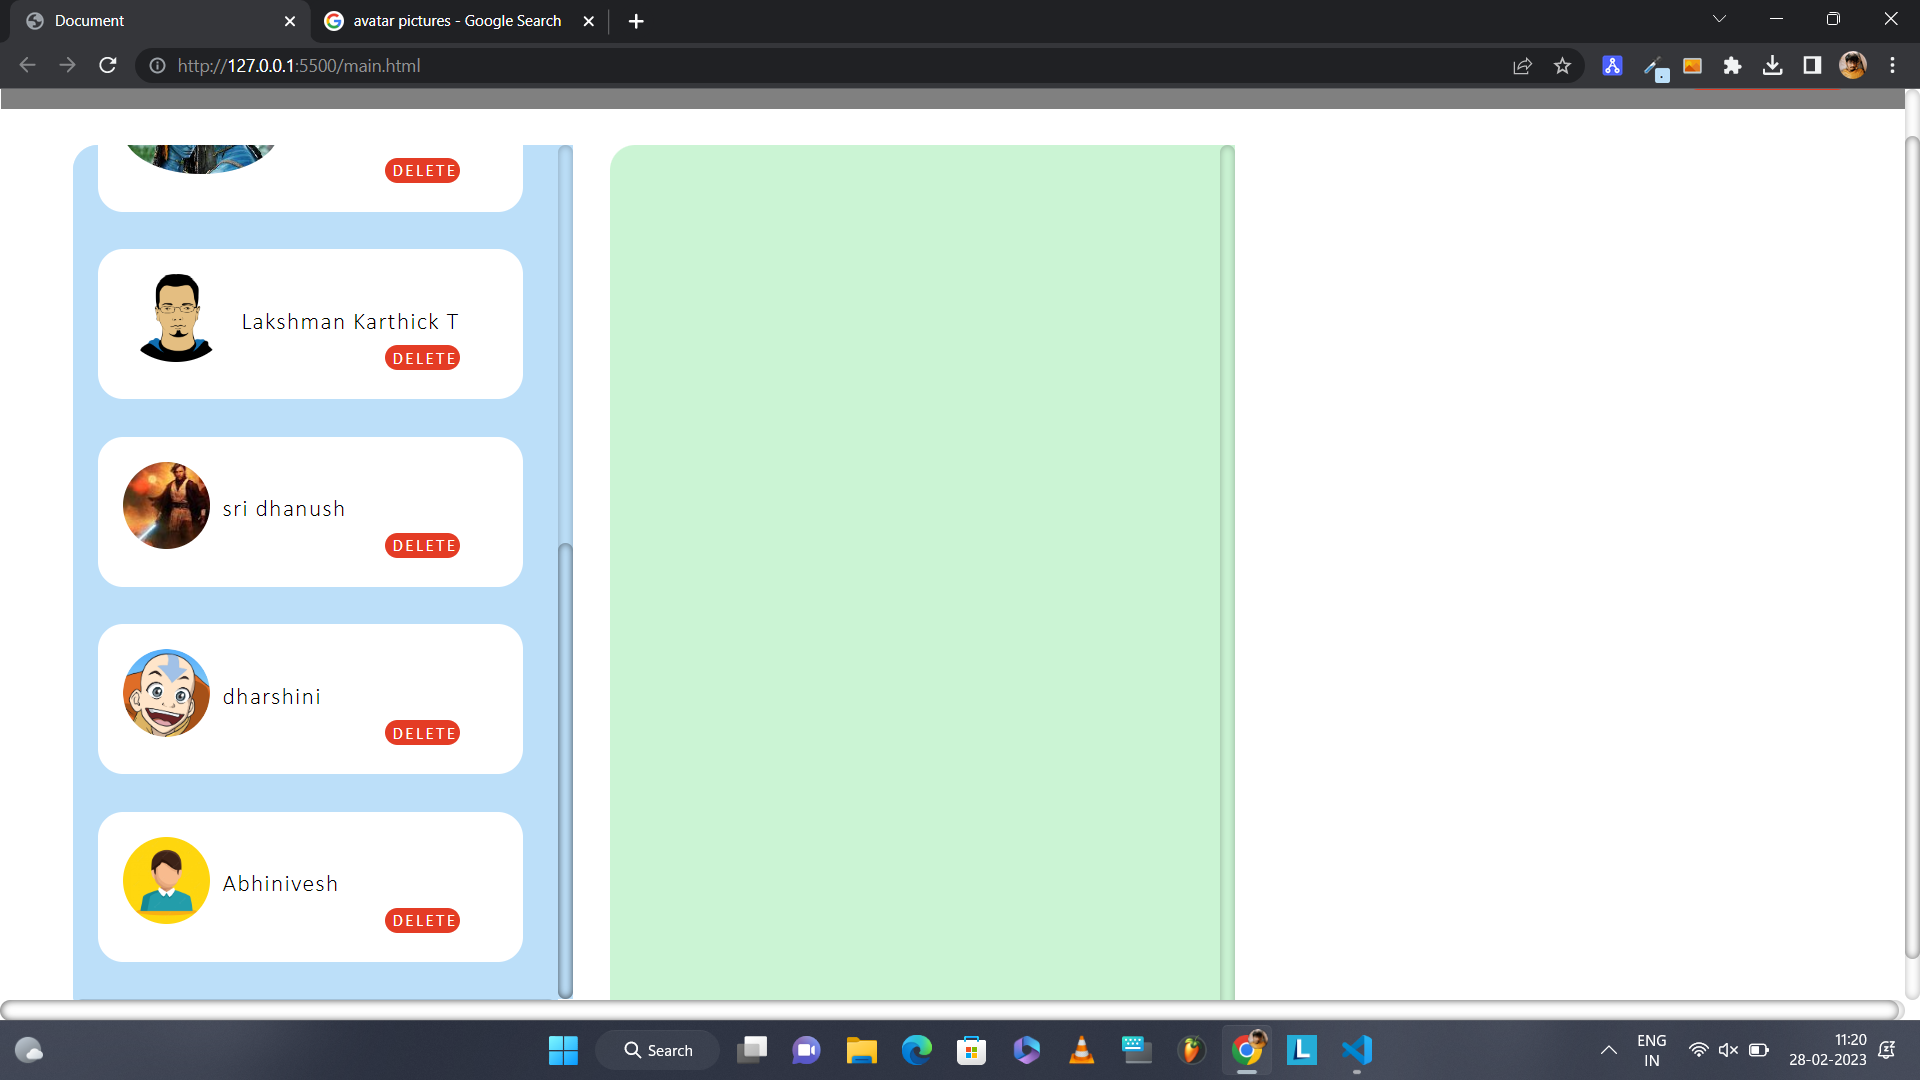 Document
avatar pictures - Google Search
http://127.0.0.1:5500/main.html
DELETE
Lakshman Karthick T
DELETE
sri dhanush
DELETE
dharshini
DELETE
Abhinivesh
DELETE
Search
L
ENG
IN
11:20
28-02-2023